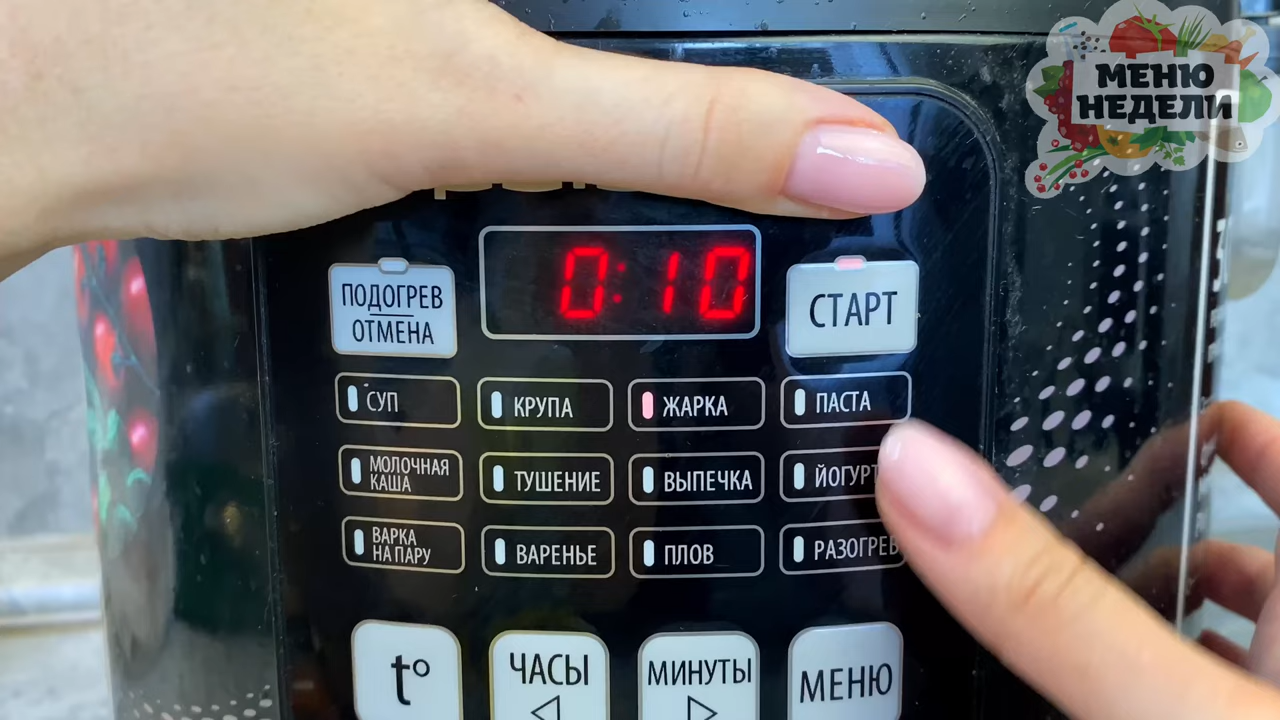 МЕНЮ
НЕДЕЛИ
0:10
ПОДОГРЕВ
ОТМЕНА
СТАРТ
СУП
КРУПА
ЖАРКА
ПАСТА
МОЛОЧНАЯ
КАША
ТУШЕНИЕ
ВЫПЕЧКА
ЙОГУРТ
ВАРКА
НА ПАРУ
ВАРЕНЬЕ
ПЛОВ
РАЗОГРЕВ
t°
ЧАСЫ
МИНУТЫ
МЕНЮ